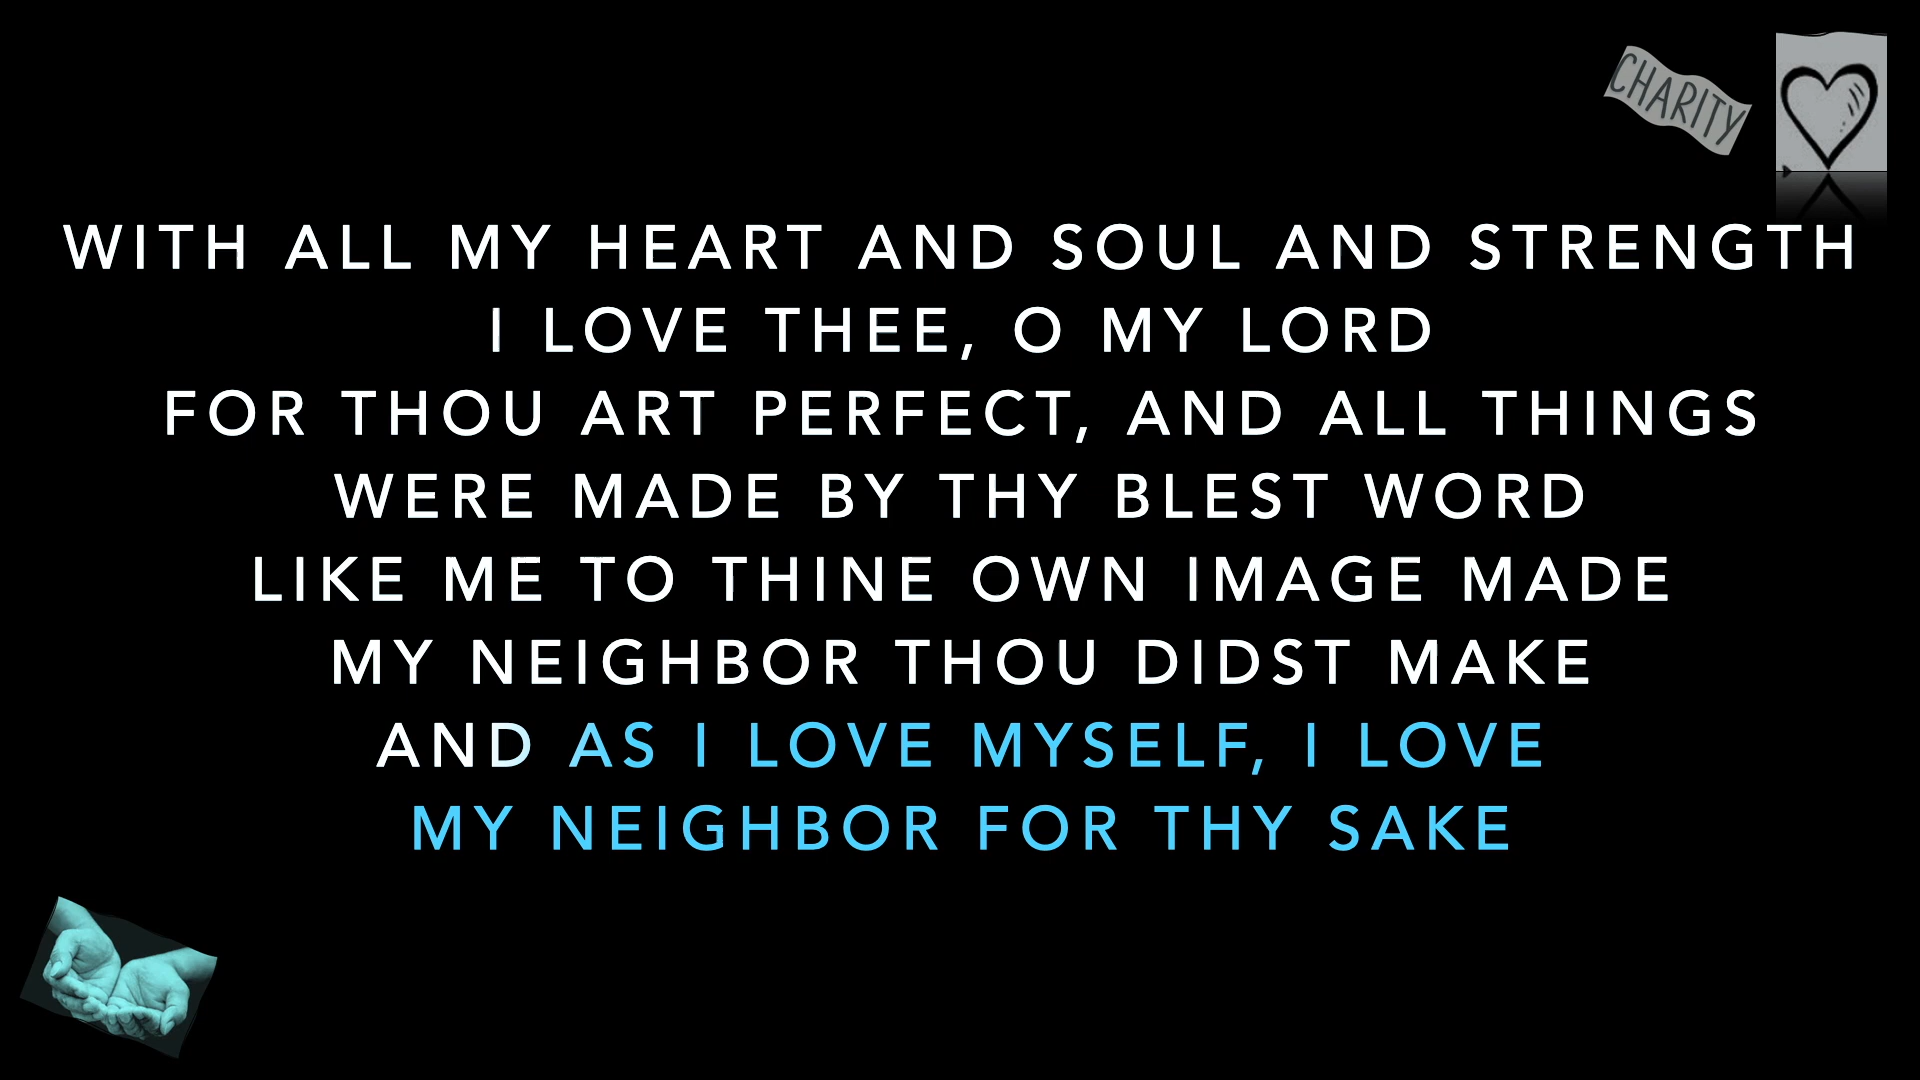 CHARITY
WITH ALL MY HEART AND SOUL AND STRENGTH
I LOVE THEE, O MY LORD
FOR THOU ART PERFECT, AND ALL THINGS
WERE MADE BY THY BLEST WORD
LIKE ME TO THINE OWN IMAGE MADE
MY NEIGHBOR THOU DIDST MAKE
AND AS I LOVE MYSELF, I LOVE
MY NEIGHBOR FOR THY SAKE